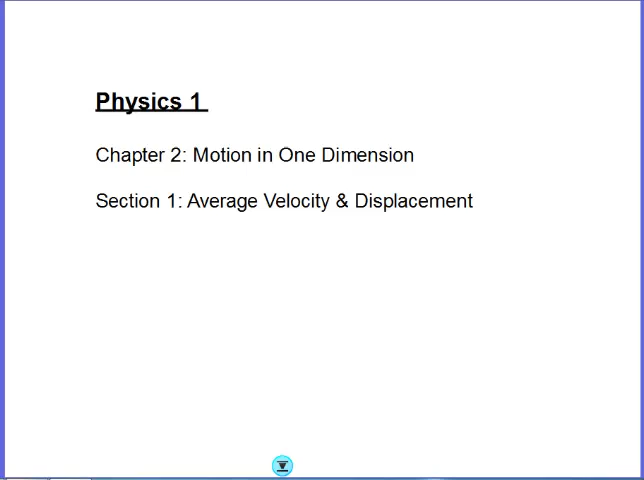 Physics 1
Chapter 2: Motion in One Dimension
Section 1: Average Velocity & Displacement